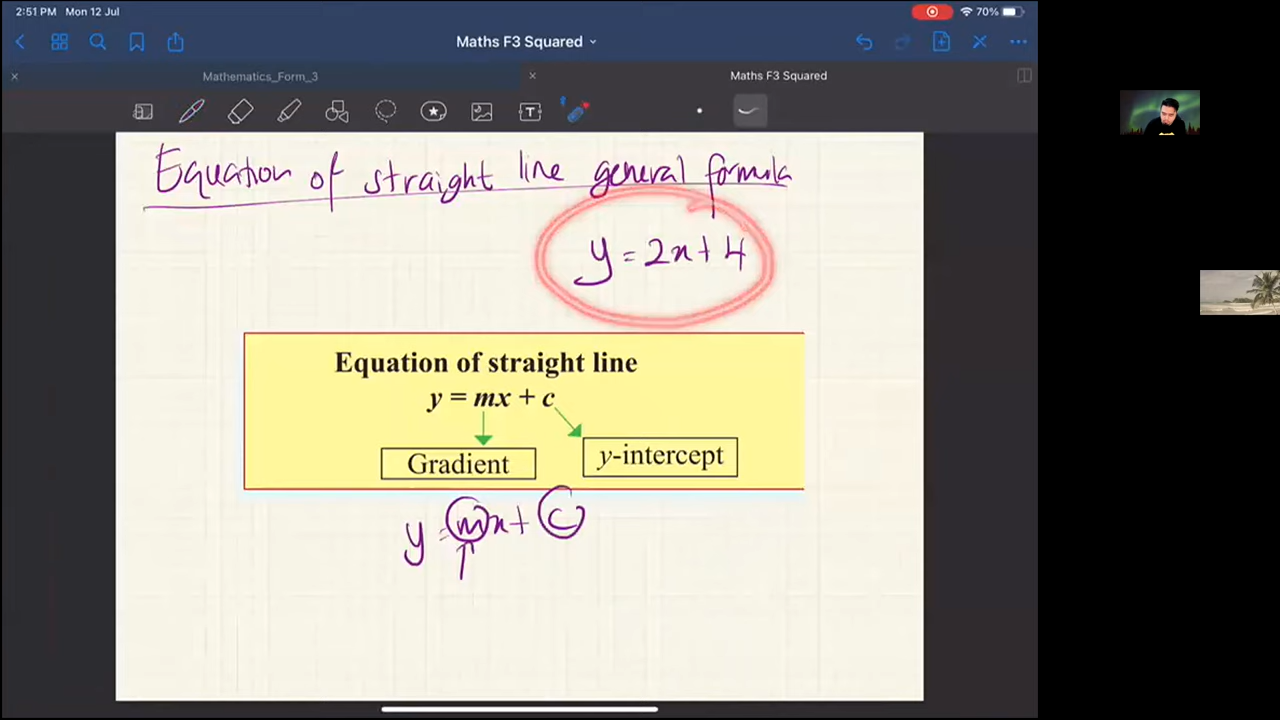 2:51 PM Mon 12 Jul
70%
Maths F3 Squared
Mathematics_Form_3
Maths F3 Squared
T
Equation of straight line general formula
y = 2x + 4
Equation of straight line
y = mx + c
Gradient
y-intercept
y = mx + c